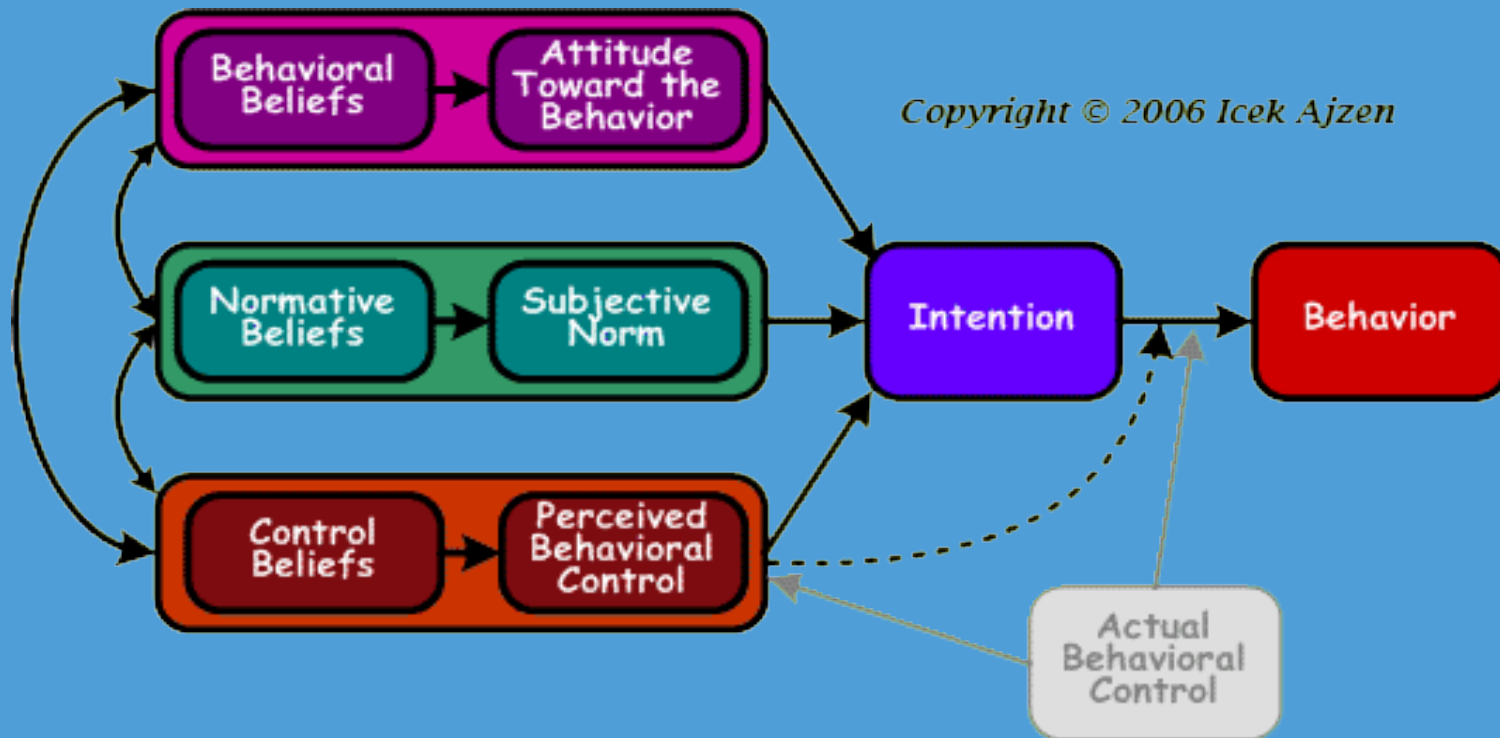 Behavioral
Beliefs
Attitude
Toward the
Behavior
Copyright © 2006 Icek Ajzen
Normative
Beliefs
Subjective
Norm
Intention
Behavior
Control
Beliefs
Perceived
Behavioral
Control
Actual
Behavioral
Control